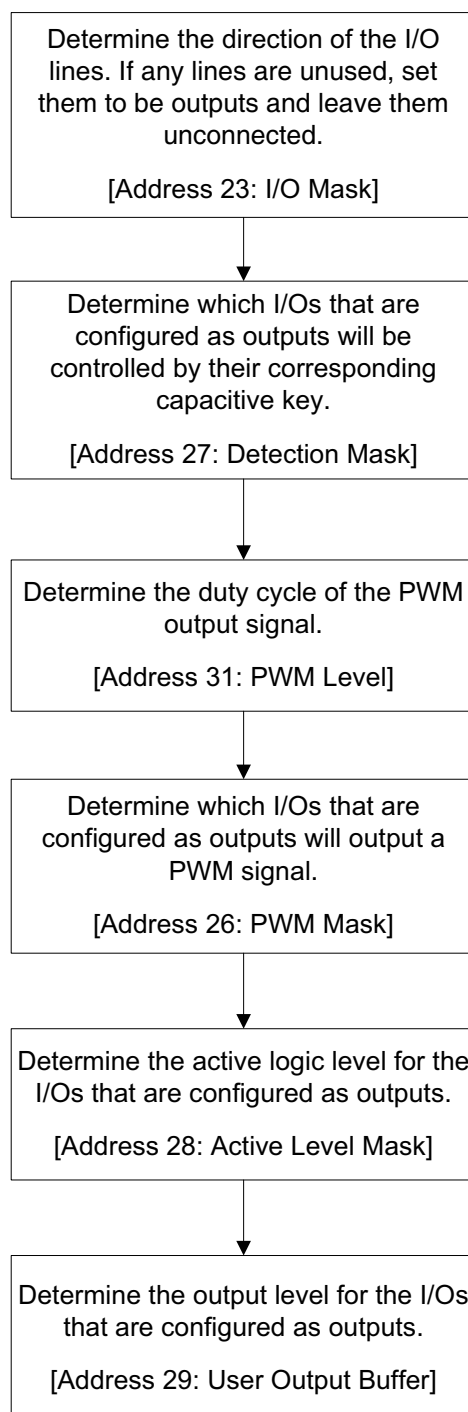 Determine the direction of the I/O
lines. If any lines are unused, set
them to be outputs and leave them
unconnected.
[Address 23: I/O Mask]
Determine which I/Os that are
configured as outputs will be
controlled by their corresponding
capacitive key.
[Address 27: Detection Mask]
Determine the duty cycle of the PWM
output signal.
[Address 31: PWM Level]
Determine which I/Os that are
configured as outputs will output a
PWM signal.
[Address 26: PWM Mask]
Determine the active logic level for the
I/Os that are configured as outputs.
[Address 28: Active Level Mask]
Determine the output level for the I/Os
that are configured as outputs.
[Address 29: User Output Buffer]